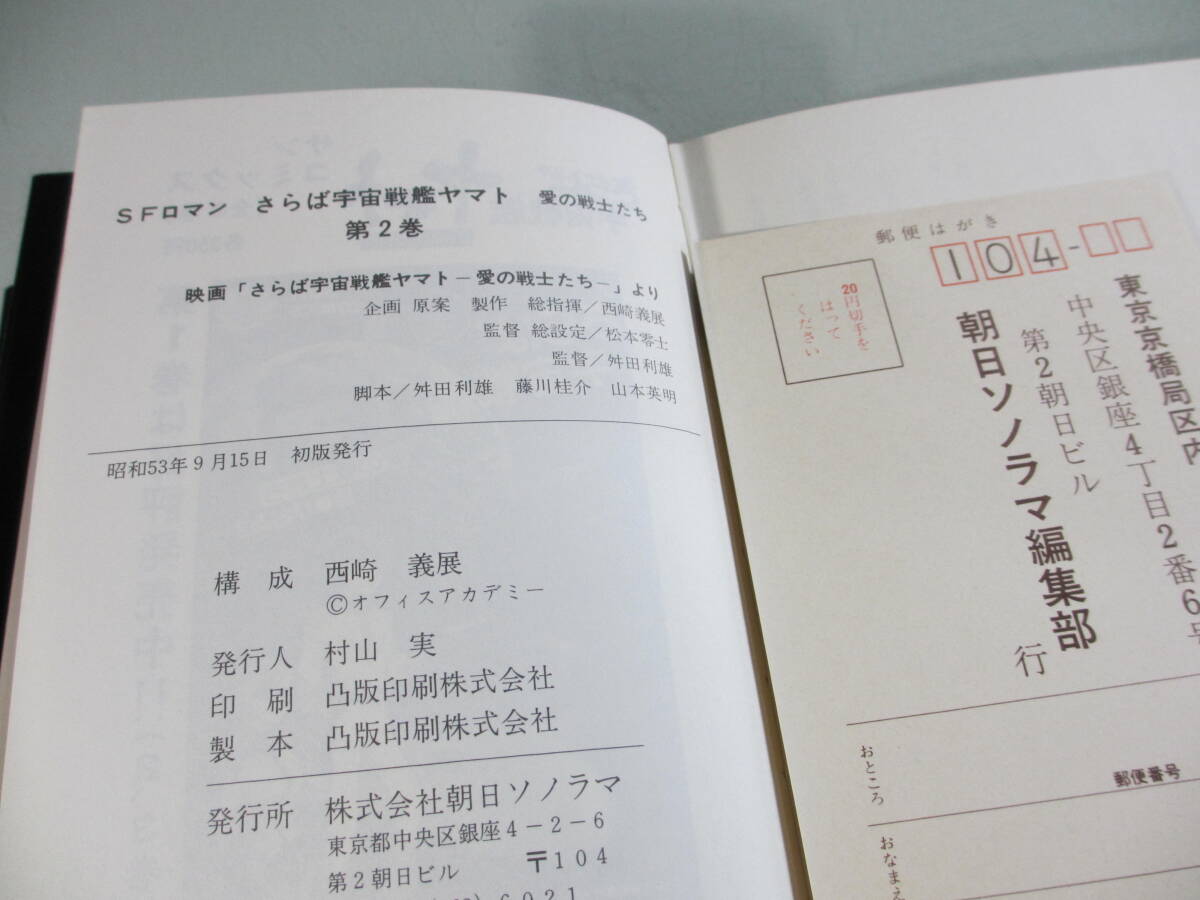 SFロマン さらば宇宙戦艦ヤマト 愛の戦士たち
第2巻
映画「さらば宇宙戦艦ヤマト－愛の戦士たち－」より
企画 原案 製作 総指揮／西崎義展
監督 総設定／松本零士
監督／舛田利雄
脚本／舛田利雄 藤川桂介 山本英明
昭和53年9月15日 初版発行
構成 西崎 義展
©オフィスアカデミー
発行人 村山 実
印刷 凸版印刷株式会社
製本 凸版印刷株式会社
発行所 株式会社朝日ソノラマ
東京都中央区銀座4－2－6
第2朝日ビル 〒104
6021
郵便はがき
104-
20円切手を
はって
ください
東京京橋局区内
中央区銀座4丁目2番6号
第2朝日ビル
朝日ソノラマ編集部
行
おところ
郵便番号
おなまえ